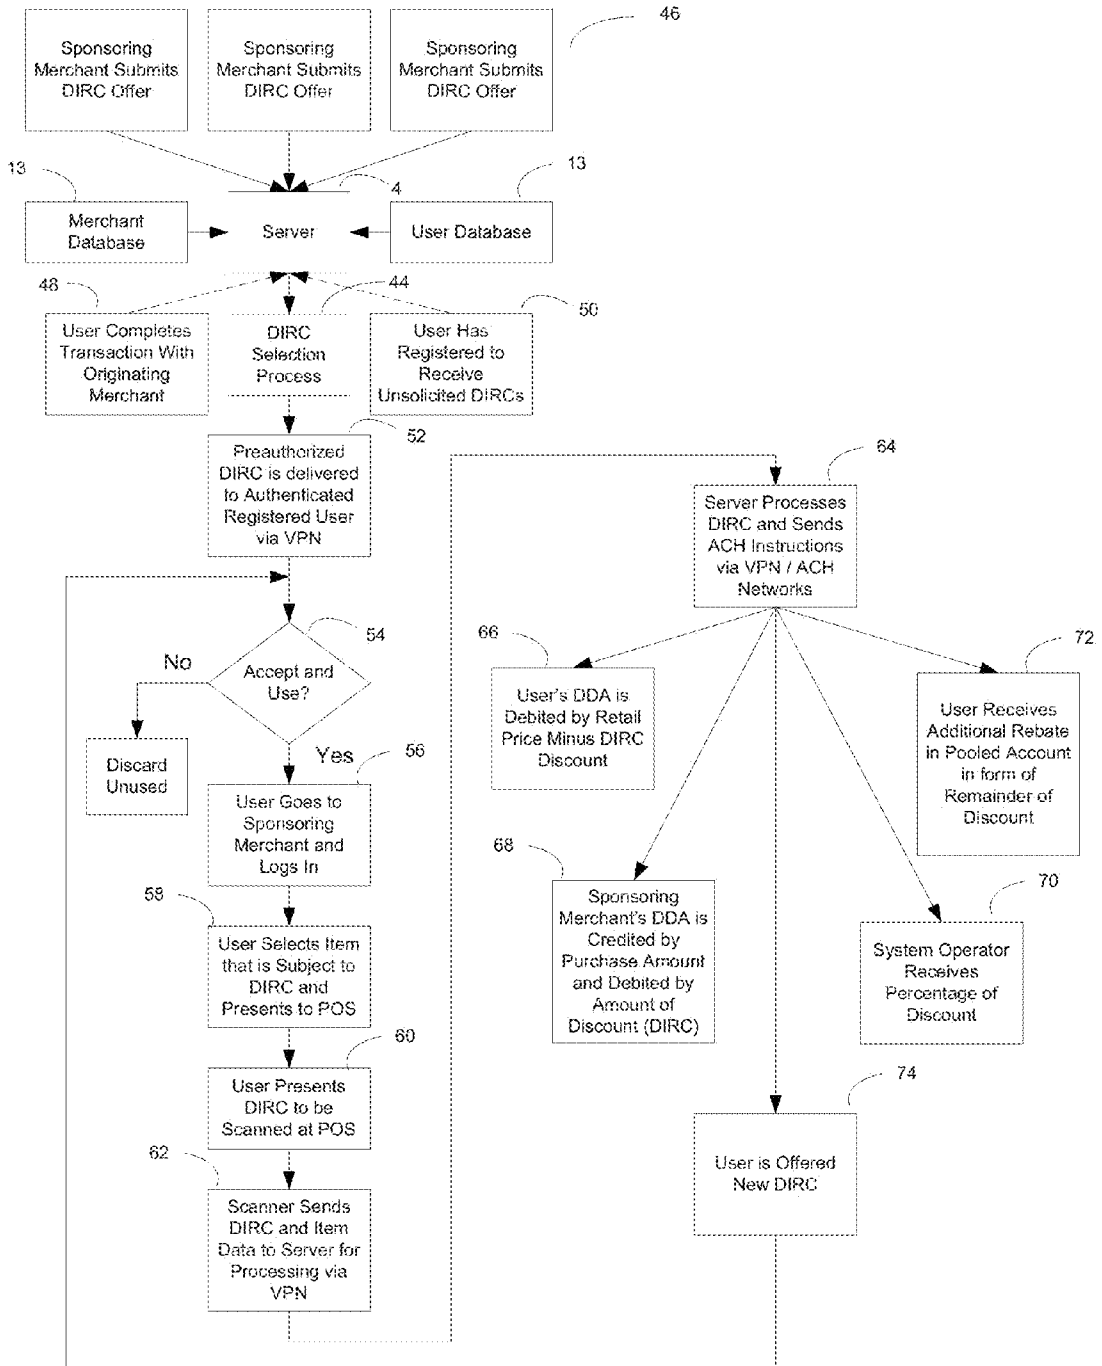 46
Sponsoring
Merchant Submits
DIRC Offer
Sponsoring
Merchant Submits
DIRC Offer
Sponsoring
Merchant Submits
DIRC Offer
13
4
13
Merchant
Database
Server
User Database
48
44
50
User Completes
Transaction With
Originating
Merchant
DIRC
Selection
Process
User Has
Registered to
Receive
Unsolicited DIRCs
52
Preauthorized
DIRC is delivered
to Authenticated
Registered User
via VPN
54
Accept and
Use?
No
Yes
Discard
Unused
56
User Goes to
Sponsoring
Merchant and
Logs In
58
User Selects Item
that is Subject to
DIRC and
Presents to POS
60
User Presents
DIRC to be
Scanned at POS
62
Scanner Sends
DIRC and Item
Data to Server for
Processing via
VPN
64
Server Processes
DIRC and Sends
ACH Instructions
via VPN / ACH
Networks
66
User's DDA is
Debited by Retail
Price Minus DIRC
Discount
72
User Receives
Additional Rebate
in Pooled Account
in form of
Remainder of
Discount
68
Sponsoring
Merchant's DDA is
Credited by
Purchase Amount
and Debited by
Amount of
Discount (DIRC)
70
System Operator
Receives
Percentage of
Discount
74
User is Offered
New DIRC